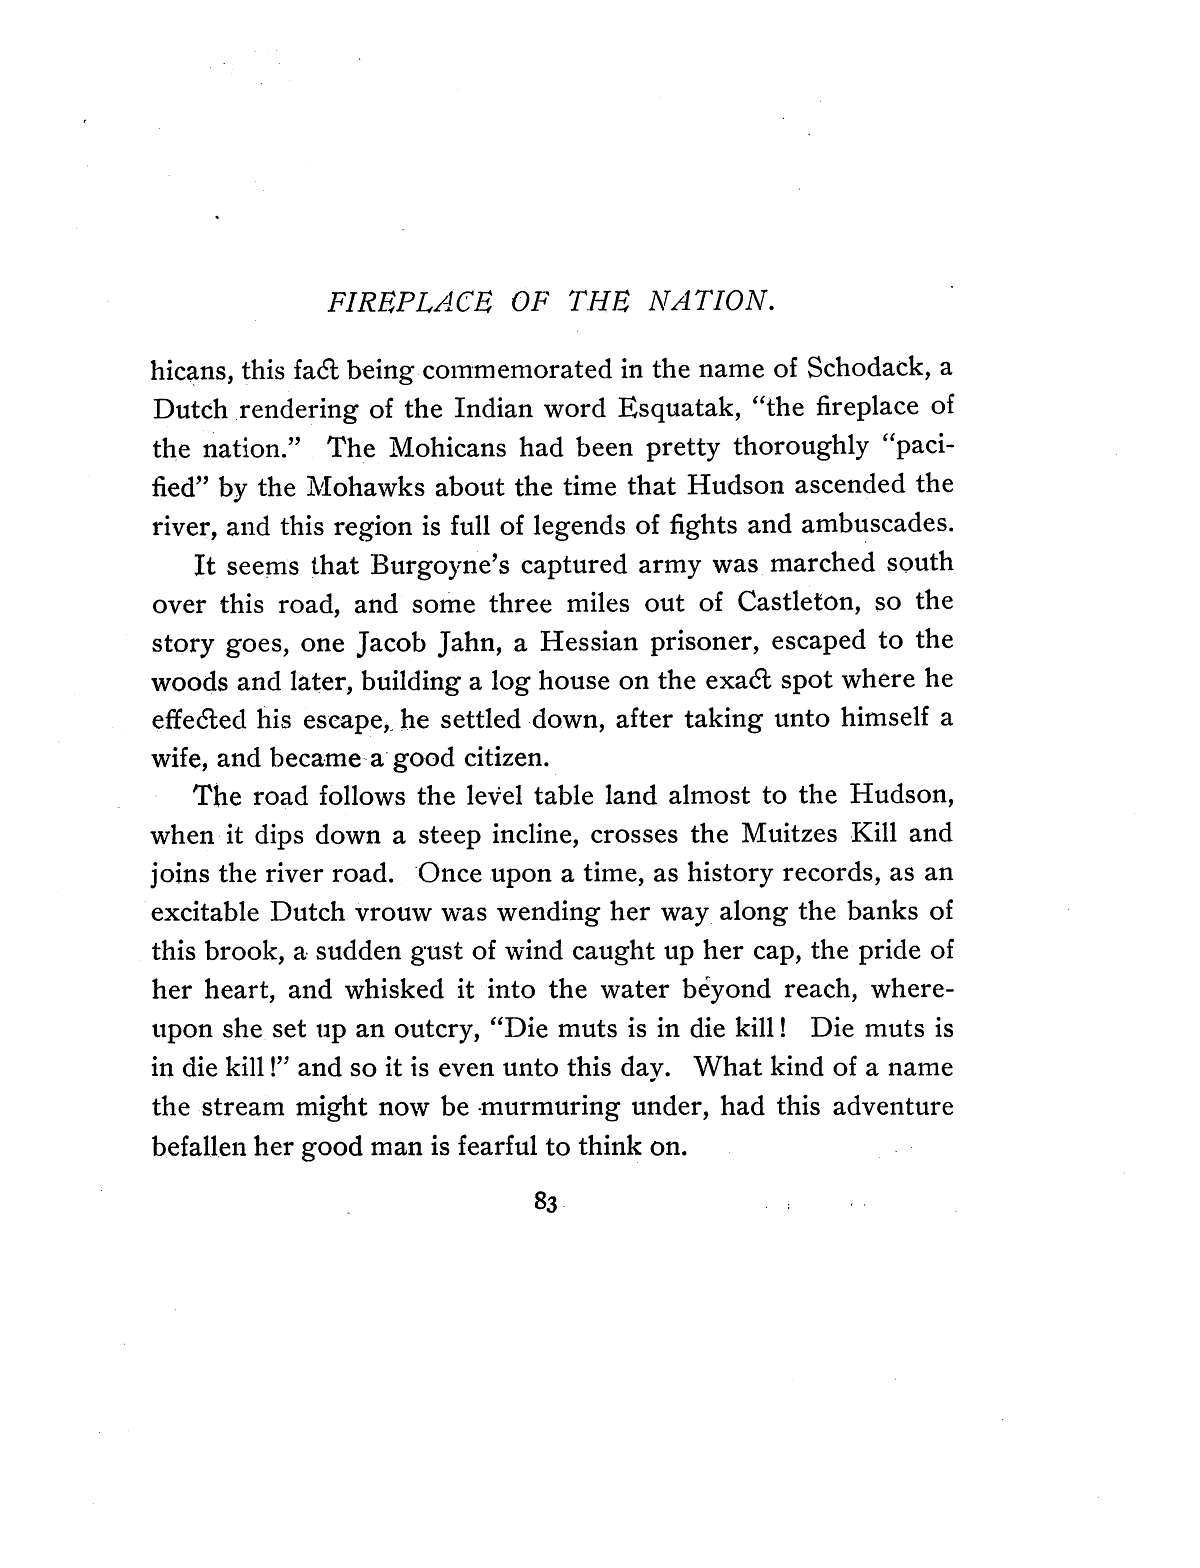 FIREPLACE OF THE NATION.
hicans, this fact being commemorated in the name of Schodack, a
Dutch rendering of the Indian word Esquatak, “the fireplace of
the nation.” The Mohicans had been pretty thoroughly “paci-
fied” by the Mohawks about the time that Hudson ascended the
river, and this region is full of legends of fights and ambuscades.
It seems that Burgoyne’s captured army was marched south
over this road, and some three miles out of Castleton, so the
story goes, one Jacob Jahn, a Hessian prisoner, escaped to the
woods and later, building a log house on the exact spot where he
effected his escape, he settled down, after taking unto himself a
wife, and became a good citizen.
The road follows the level table land almost to the Hudson,
when it dips down a steep incline, crosses the Muitzes Kill and
joins the river road. Once upon a time, as history records, as an
excitable Dutch vrouw was wending her way along the banks of
this brook, a sudden gust of wind caught up her cap, the pride of
her heart, and whisked it into the water beyond reach, where-
upon she set up an outcry, “Die muts is in die kill! Die muts is
in die kill!” and so it is even unto this day. What kind of a name
the stream might now be murmuring under, had this adventure
befallen her good man is fearful to think on.
83